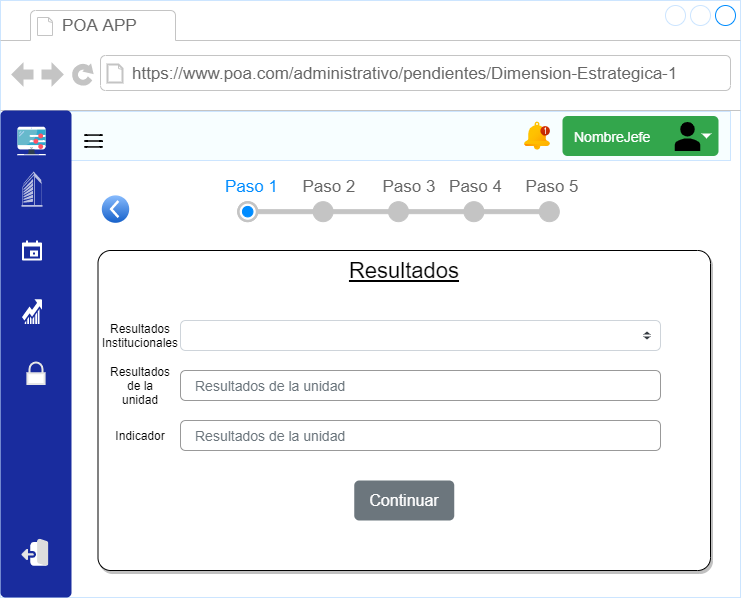 POA APP
https://www.poa.com/administrativo/pendientes/Dimension-Estrategica-1
1
NombreJefe
Paso 1 Paso 2 Paso 3 Paso 4 Paso 5
Resultados
Resultados
Institucionales
Resultados
de la
unidad
Resultados de la unidad
Indicador
Resultados de la unidad
Continuar